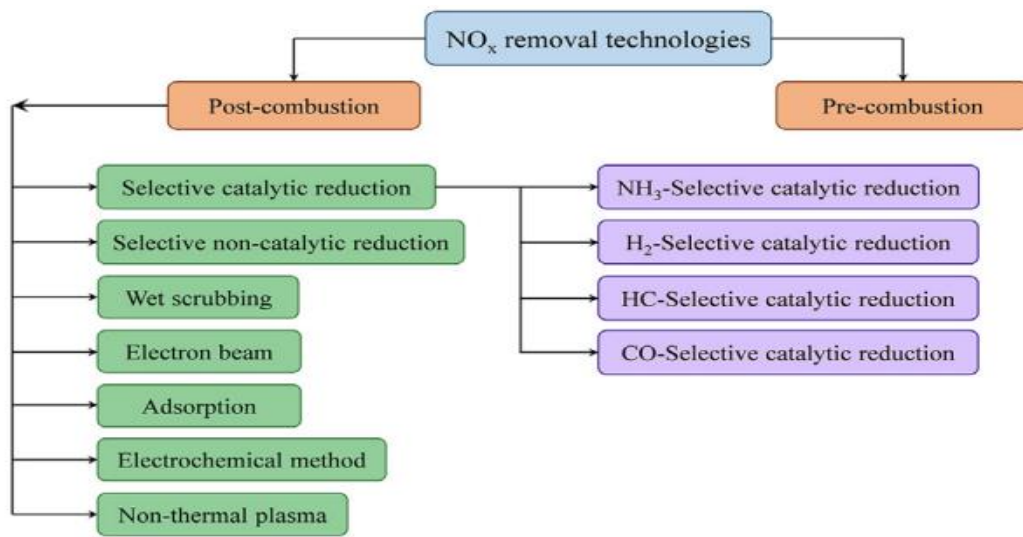 NOₓ removal technologies
Post-combustion
Pre-combustion
Selective catalytic reduction
NH₃-Selective catalytic reduction
Selective non-catalytic reduction
H₂-Selective catalytic reduction
Wet scrubbing
HC-Selective catalytic reduction
Electron beam
CO-Selective catalytic reduction
Adsorption
Electrochemical method
Non-thermal plasma